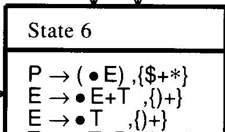 State 6
P → ( • E) ,{$+*}
E → • E+T ,{)+}
E → • T ,{)+}